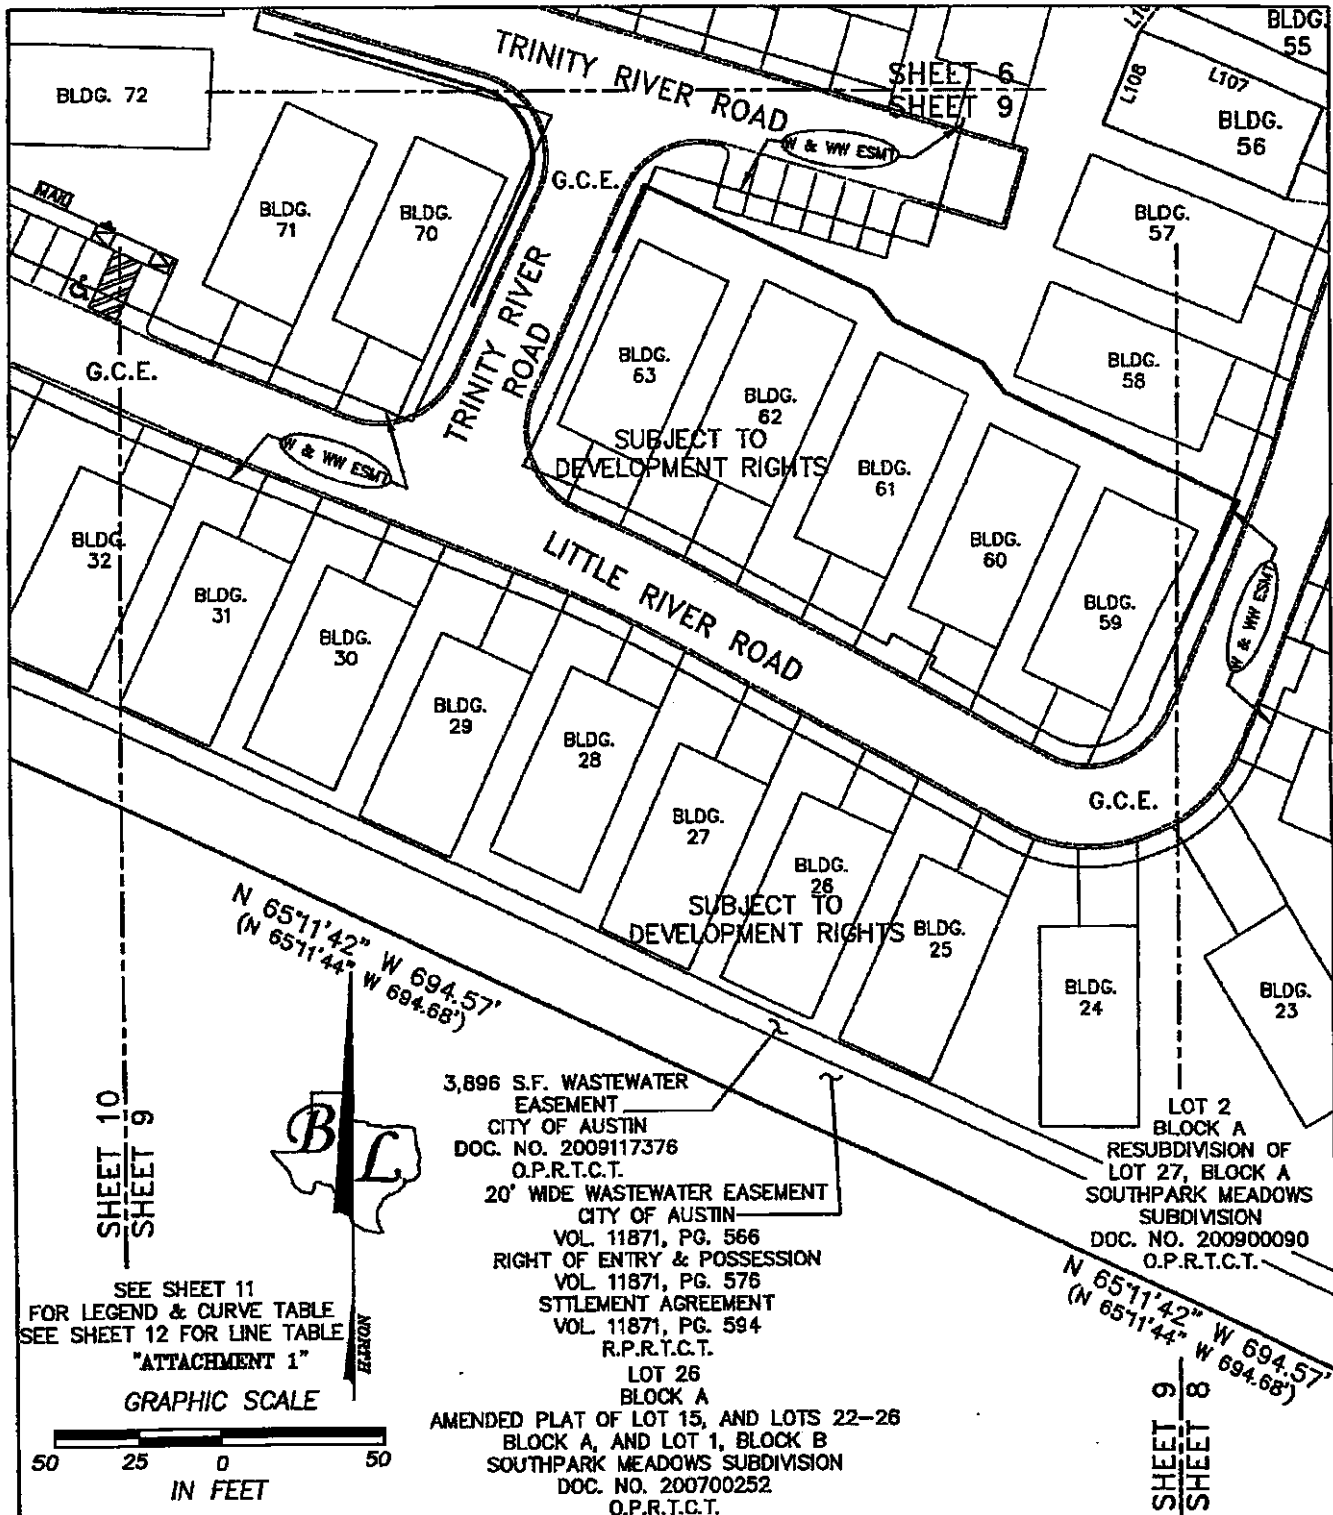 BLDG.
55
TRINITY RIVER ROAD
SHEET 6
SHEET 9
L108
L107
BLDG. 72
BLDG.
56
W & WW ESMT
G.C.E.
MAIL
BLDG.
71
BLDG.
70
BLDG.
57
TRINITY RIVER
ROAD
BLDG.
63
BLDG.
62
BLDG.
58
G.C.E.
SUBJECT TO
DEVELOPMENT RIGHTS
W & WW ESMT
BLDG.
61
BLDG.
32
BLDG.
60
LITTLE RIVER ROAD
BLDG.
31
BLDG.
59
W & WW ESMT
BLDG.
30
BLDG.
29
BLDG.
28
G.C.E.
BLDG.
27
BLDG.
26
SUBJECT TO
DEVELOPMENT RIGHTS
BLDG.
25
N 65°11'42" W 694.57'
(N 65°11'44" W 694.68')
BLDG.
24
BLDG.
23
SHEET 10
SHEET 9
BL
3,896 S.F. WASTEWATER
EASEMENT
CITY OF AUSTIN
DOC. NO. 2009117376
O.P.R.T.C.T.
20' WIDE WASTEWATER EASEMENT
CITY OF AUSTIN
VOL. 11871, PG. 566
RIGHT OF ENTRY & POSSESSION
VOL. 11871, PG. 576
STTLEMENT AGREEMENT
VOL. 11871, PG. 594
R.P.R.T.C.T.
LOT 26
BLOCK A
AMENDED PLAT OF LOT 15, AND LOTS 22-26
BLOCK A, AND LOT 1, BLOCK B
SOUTHPARK MEADOWS SUBDIVISION
DOC. NO. 200700252
O.P.R.T.C.T.
LOT 2
BLOCK A
RESUBDIVISION OF
LOT 27, BLOCK A
SOUTHPARK MEADOWS
SUBDIVISION
DOC. NO. 200900090
O.P.R.T.C.T.
N 65°11'42" W 694.57'
(N 65°11'44" W 694.68')
SEE SHEET 11
FOR LEGEND & CURVE TABLE
SEE SHEET 12 FOR LINE TABLE
"ATTACHMENT 1"
NORTH
GRAPHIC SCALE
50 25 0 50
IN FEET
SHEET 9
SHEET 8